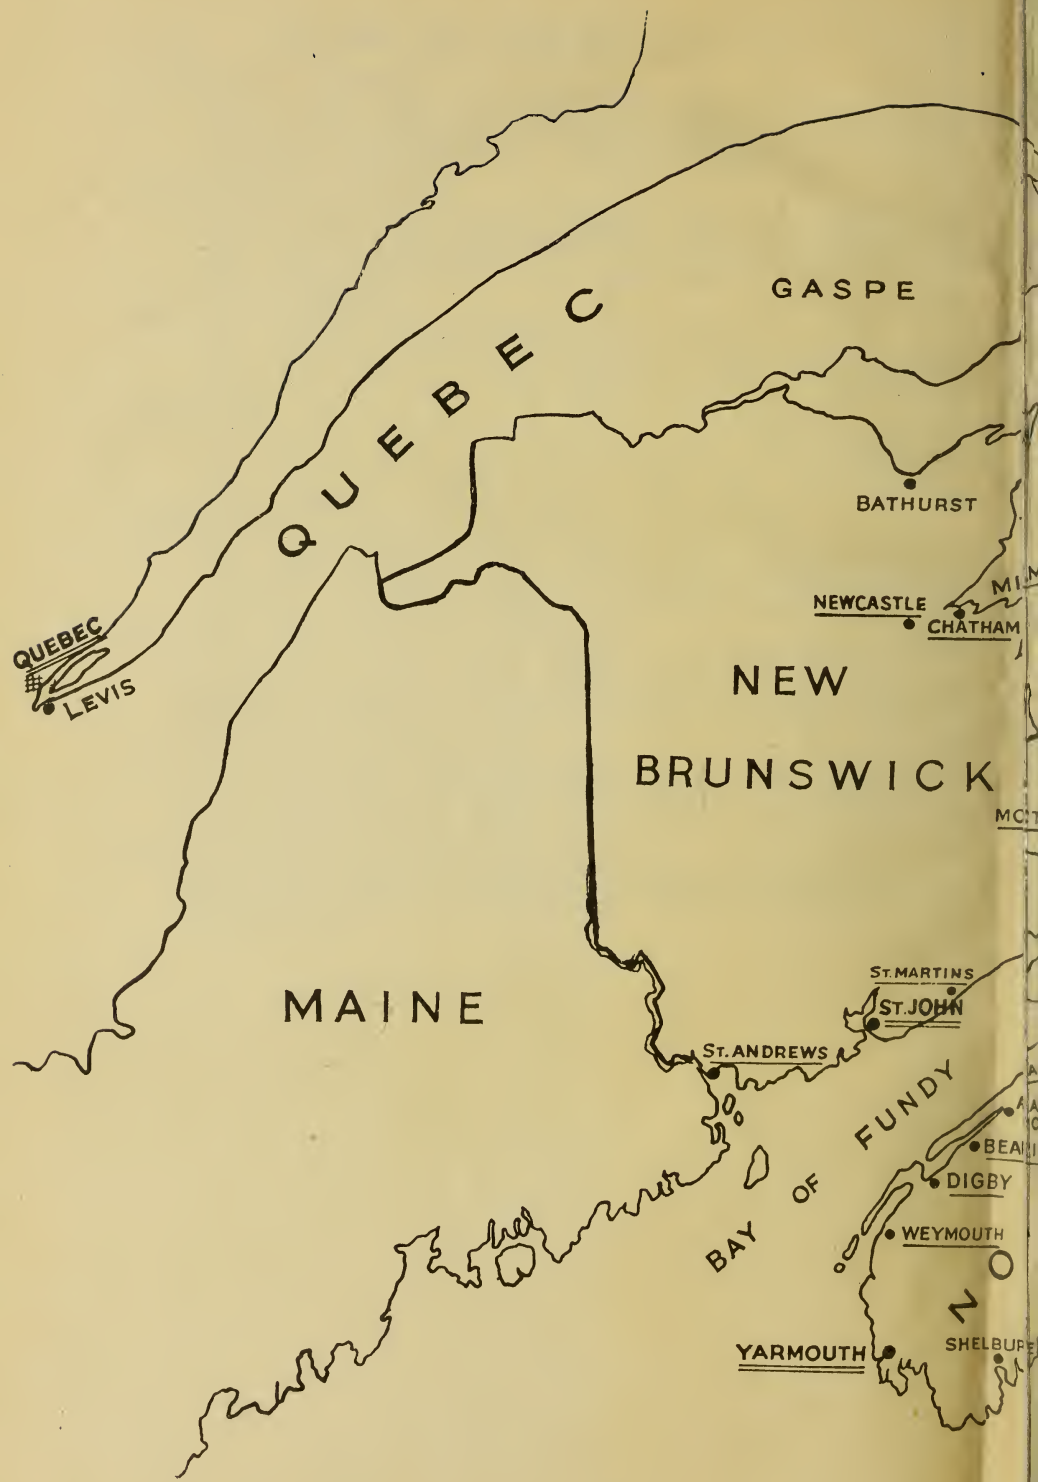 GASPE
QUEBEC
BATHURST
NEWCASTLE
CHATHAM
QUEBEC
LEVIS
NEW
BRUNSWICK
MAINE
ST. MARTINS
ST. JOHN
ST. ANDREWS
BAY OF FUNDY
DIGBY
WEYMOUTH
YARMOUTH